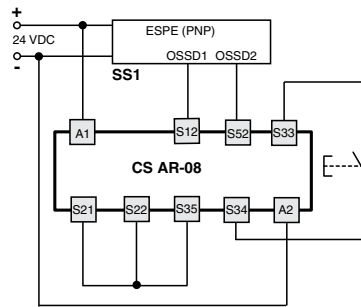 +
24 VDC
-
ESPE (PNP)
OSSD1 OSSD2
SS1
A1 S12 S52 S33
CS AR-08
S21 S22 S35 S34 A2